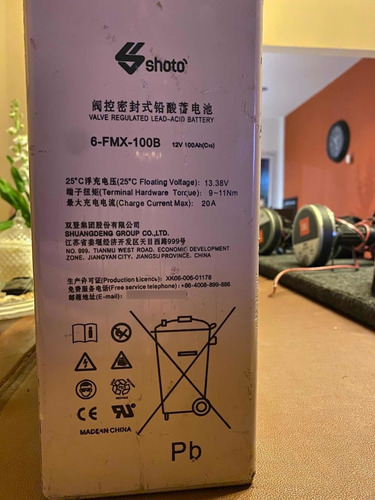 shoto
阀控密封式铅酸蓄电池
VALVE REGULATED LEAD-ACID BATTERY
6-FMX-100B 12V 100Ah(C₁₀)
25°C浮充电压(25°C Floating Voltage): 13.38V
端子扭矩(Terminal Hardware Torque): 9~11Nm
最大充电电流(Charge Current Max): 20A
双登集团股份有限公司
SHUANGDENG GROUP CO.,LTD.
江苏省姜堰经济开发区天目西路999号
NO. 999. TIANMU WEST ROAD. ECONOMIC DEVELOPMENT
ZONE. JIANGYAN CITY. JIANGSU PROVINCE. CHINA
生产许可证(Production Licence): XK06-006-01178
免费服务电话(Free service telephone): +86-4008-899-886
邮箱地址(E-mail):
CE
MADE IN CHINA
Pb